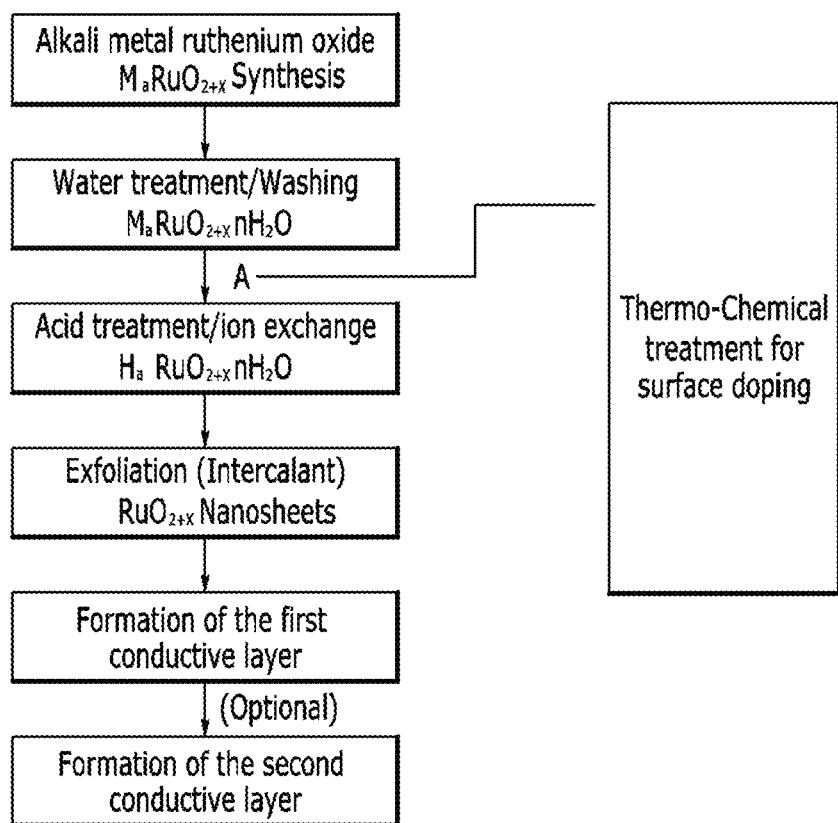 Alkali metal ruthenium oxide
MₐRuO₂₊ₓ Synthesis
Water treatment/Washing
MₐRuO₂₊ₓnH₂O
A
Acid treatment/ion exchange
Hₐ RuO₂₊ₓnH₂O
Exfoliation (Intercalant)
RuO₂₊ₓ Nanosheets
Formation of the first
conductive layer
(Optional)
Formation of the second
conductive layer
Thermo-Chemical
treatment for
surface doping